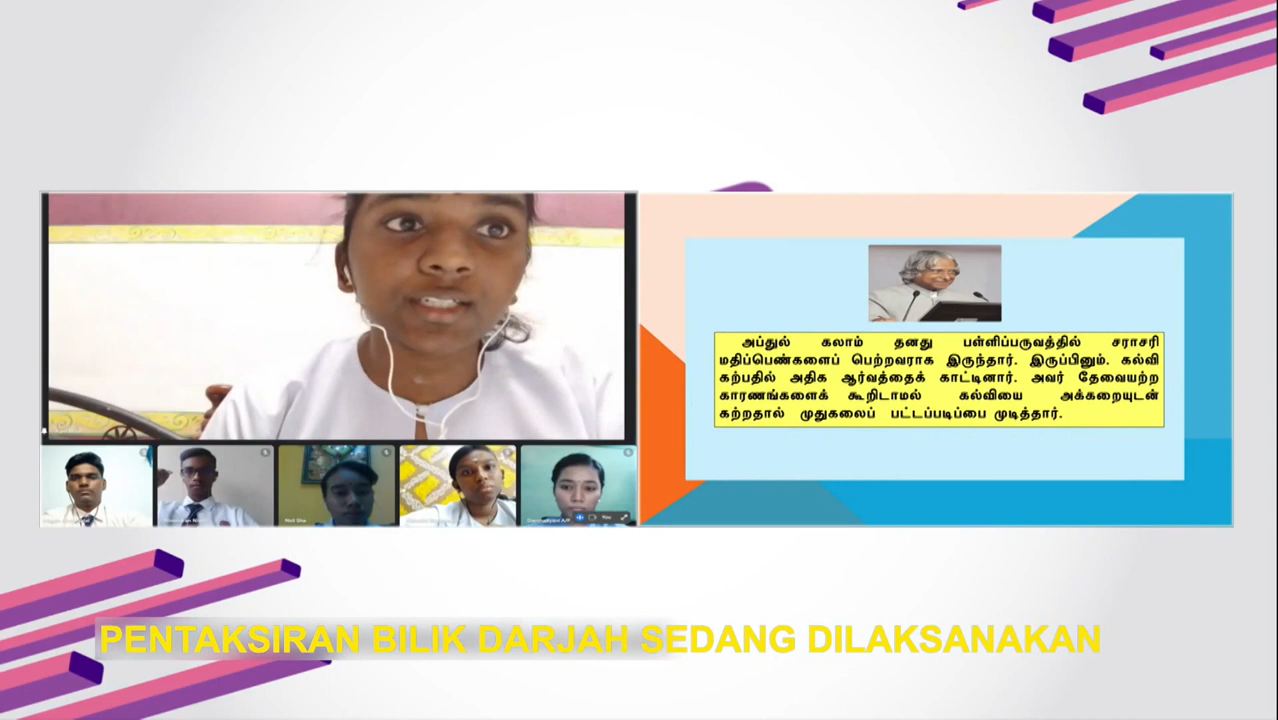 அப்துல் கலாம் தனது பள்ளிப்பருவத்தில் சராசரி
மதிப்பெண்களைப் பெற்றவராக இருந்தார். இருப்பினும். கல்வி
கற்பதில் அதிக ஆர்வத்தைக் காட்டினார். அவர் தேவையற்ற
காரணங்களைக் கூறிடாமல் கல்வியை அக்கறையுடன்
கற்றதால் முதுகலைப் பட்டப்படிப்பை முடித்தார்.
You
PENTAKSIRAN BILIK DARJAH SEDANG DILAKSANAKAN